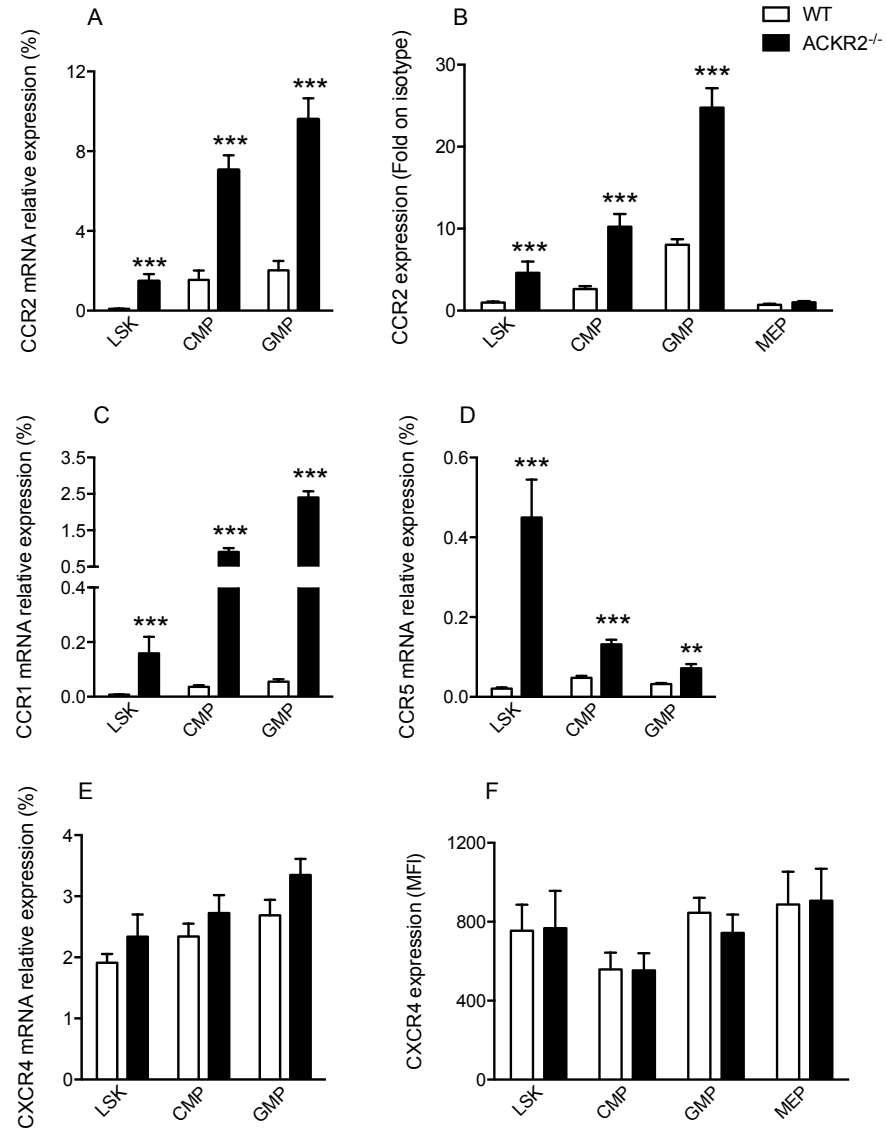 A
B
WT
ACKR2-/-
CCR2 mRNA relative expression (%)
12
8
4
0
***
***
***
LSK
CMP
GMP
CCR2 expression (Fold on isotype)
30
20
10
0
***
***
***
LSK
CMP
GMP
MEP
C
D
CCR1 mRNA relative expression (%)
3.5
2.5
1.5
0.5
0.4
0.2
0.0
***
***
***
LSK
CMP
GMP
CCR5 mRNA relative expression (%)
0.6
0.4
0.2
0.0
***
***
**
LSK
CMP
GMP
E
F
CXCR4 mRNA relative expression (%)
4
3
2
1
0
LSK
CMP
GMP
CXCR4 expression (MFI)
1200
800
400
0
LSK
CMP
GMP
MEP